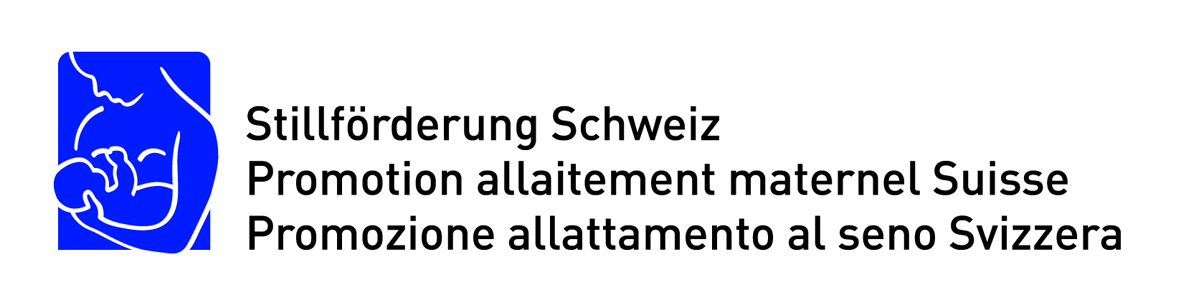 Stillförderung Schweiz
Promotion allaitement maternel Suisse
Promozione allattamento al seno Svizzera